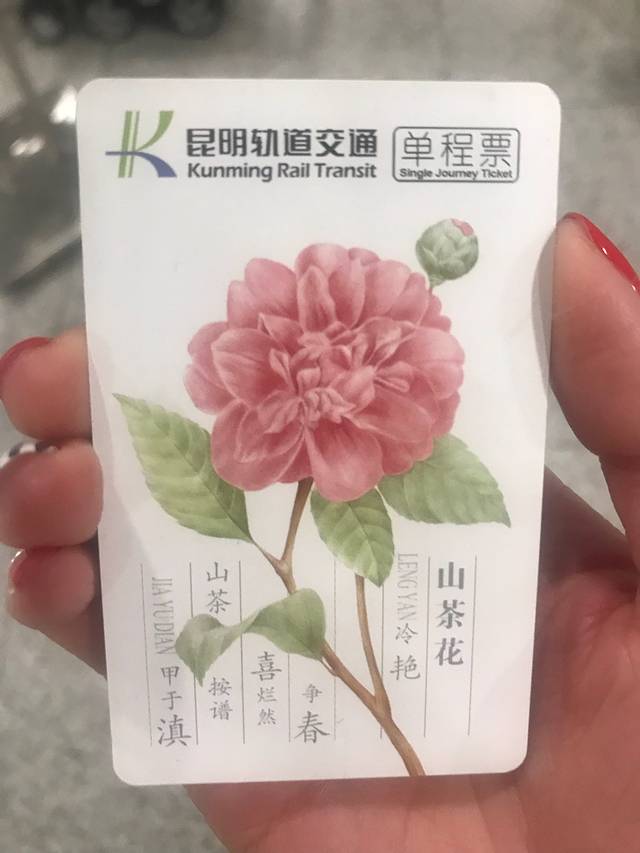 昆明轨道交通
Kunming Rail Transit
单程票
Single Journey Ticket
山茶花
LENG YAN 冷艳
争春
喜烂然
山茶 按谱
JIA YU DIAN 甲于滇